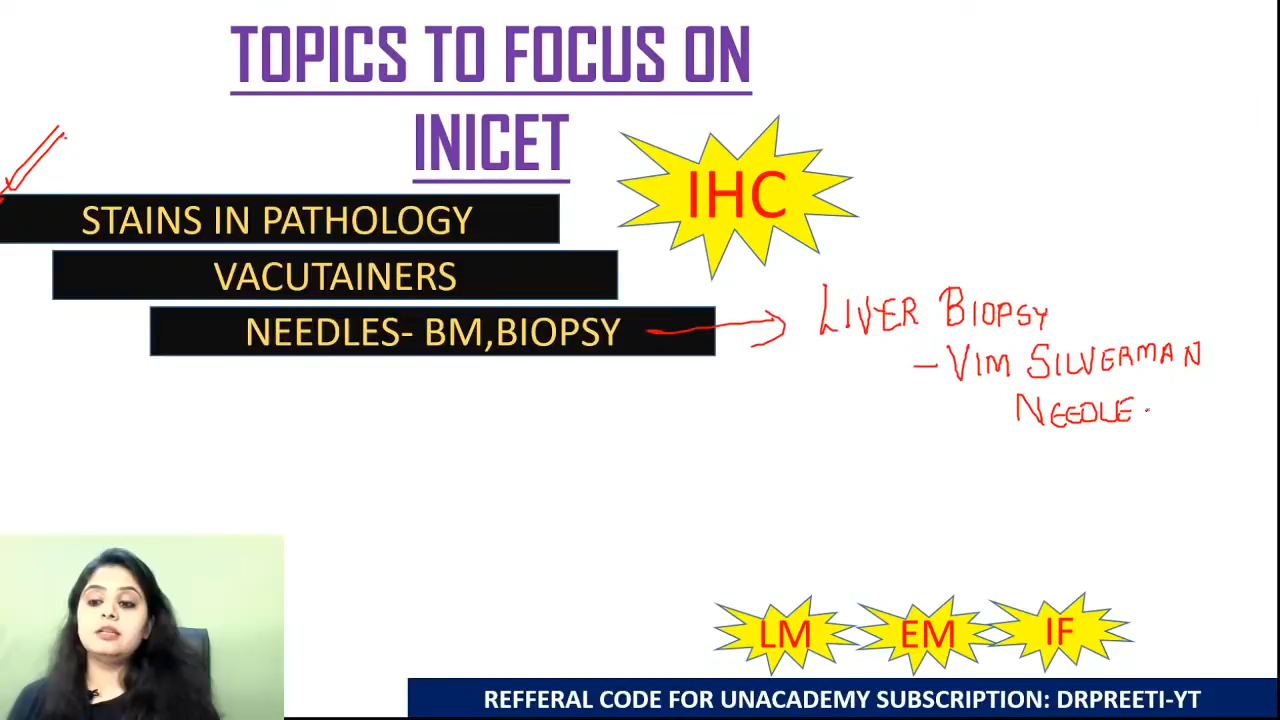 TOPICS TO FOCUS ON
INICET
IHC
STAINS IN PATHOLOGY
VACUTAINERS
NEEDLES- BM,BIOPSY
LIVER BIOPSY
- VIM SILVERMAN
NEEDLE
LM
EM
IF
REFFERAL CODE FOR UNACADEMY SUBSCRIPTION: DRPREETI-YT